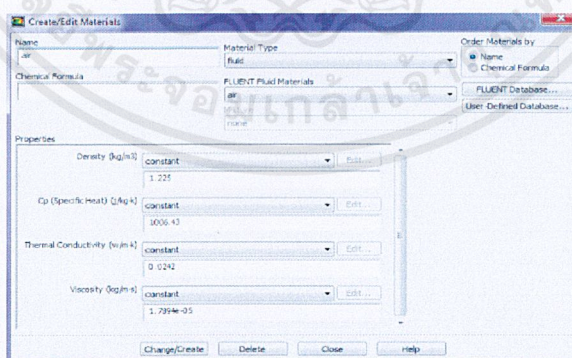 Create/Edit Materials
Name
air
Material Type
fluid
Order Materials by
Name
Chemical Formula
Chemical Formula
FLUENT Fluid Materials
air
FLUENT Database...
User-Defined Database...
none
Properties
Density (kg/m3)
constant
Edit...
1.225
Cp (Specific Heat) (j/kg-k)
constant
Edit...
1006.43
Thermal Conductivity (w/m-k)
constant
Edit...
0.0242
Viscosity (kg/m-s)
constant
Edit...
1.7894e-05
Change/Create
Delete
Close
Help